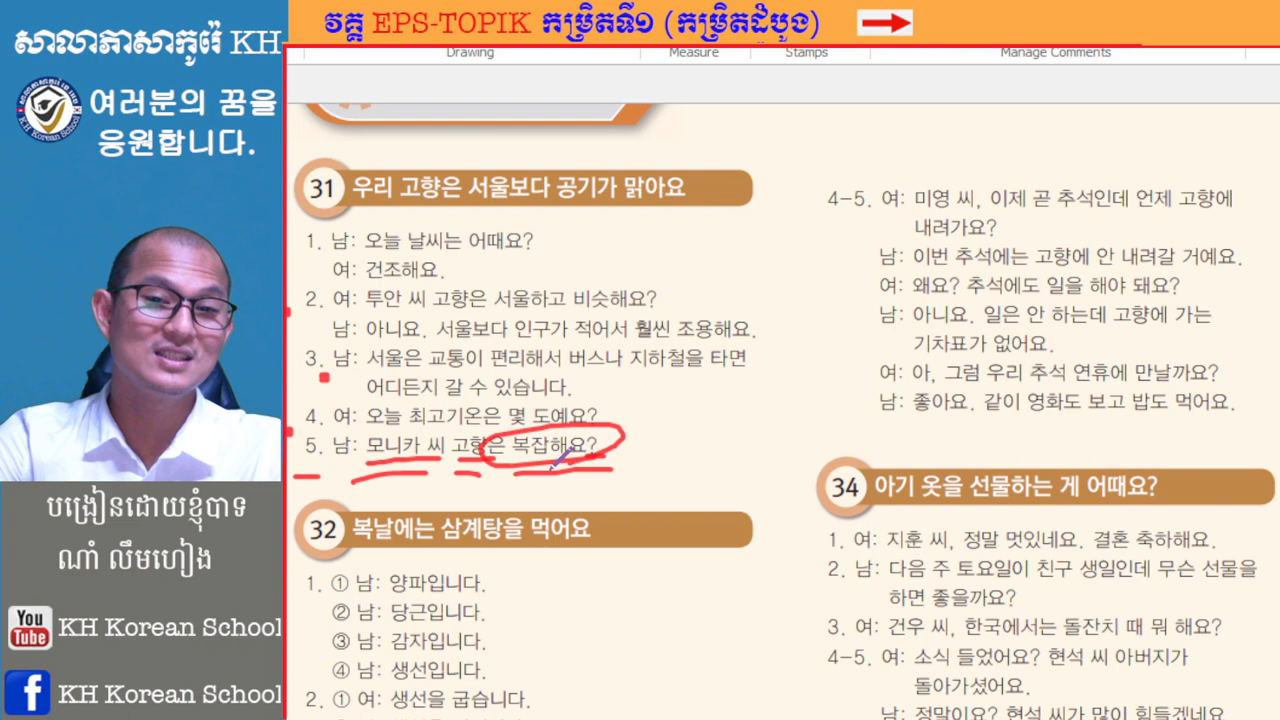 សាលាភាសាកូរ៉េ KH
여러분의 꿈을
응원합니다.
បង្រៀនដោយខ្ញុំបាទ
ណាំ លឹមហៀង
You Tube KH Korean School
f KH Korean School
វគ្គ EPS-TOPIK កម្រិតទី១ (កម្រិតដំបូង)
Drawing Measure Stamps Manage Comments
31 우리 고향은 서울보다 공기가 맑아요
1. 남: 오늘 날씨는 어때요?
여: 건조해요.
2. 여: 투안 씨 고향은 서울하고 비슷해요?
남: 아니요. 서울보다 인구가 적어서 훨씬 조용해요.
3. 남: 서울은 교통이 편리해서 버스나 지하철을 타면
어디든지 갈 수 있습니다.
4. 여: 오늘 최고기온은 몇 도예요?
5. 남: 모니카 씨 고향은 복잡해요?
32 복날에는 삼계탕을 먹어요
1. ① 남: 양파입니다.
② 남: 당근입니다.
③ 남: 감자입니다.
④ 남: 생선입니다.
2. ① 여: 생선을 굽습니다.
4-5. 여: 미영 씨, 이제 곧 추석인데 언제 고향에
내려가요?
남: 이번 추석에는 고향에 안 내려갈 거예요.
여: 왜요? 추석에도 일을 해야 돼요?
남: 아니요. 일은 안 하는데 고향에 가는
기차표가 없어요.
여: 아, 그럼 우리 추석 연휴에 만날까요?
남: 좋아요. 같이 영화도 보고 밥도 먹어요.
34 아기 옷을 선물하는 게 어때요?
1. 여: 지훈 씨, 정말 멋있네요. 결혼 축하해요.
2. 남: 다음 주 토요일이 친구 생일인데 무슨 선물을
하면 좋을까요?
3. 여: 건우 씨, 한국에서는 돌잔치 때 뭐 해요?
4-5. 여: 소식 들었어요? 현석 씨 아버지가
돌아가셨어요.
남: 정말이요? 현석 씨가 많이 힘들겠네요